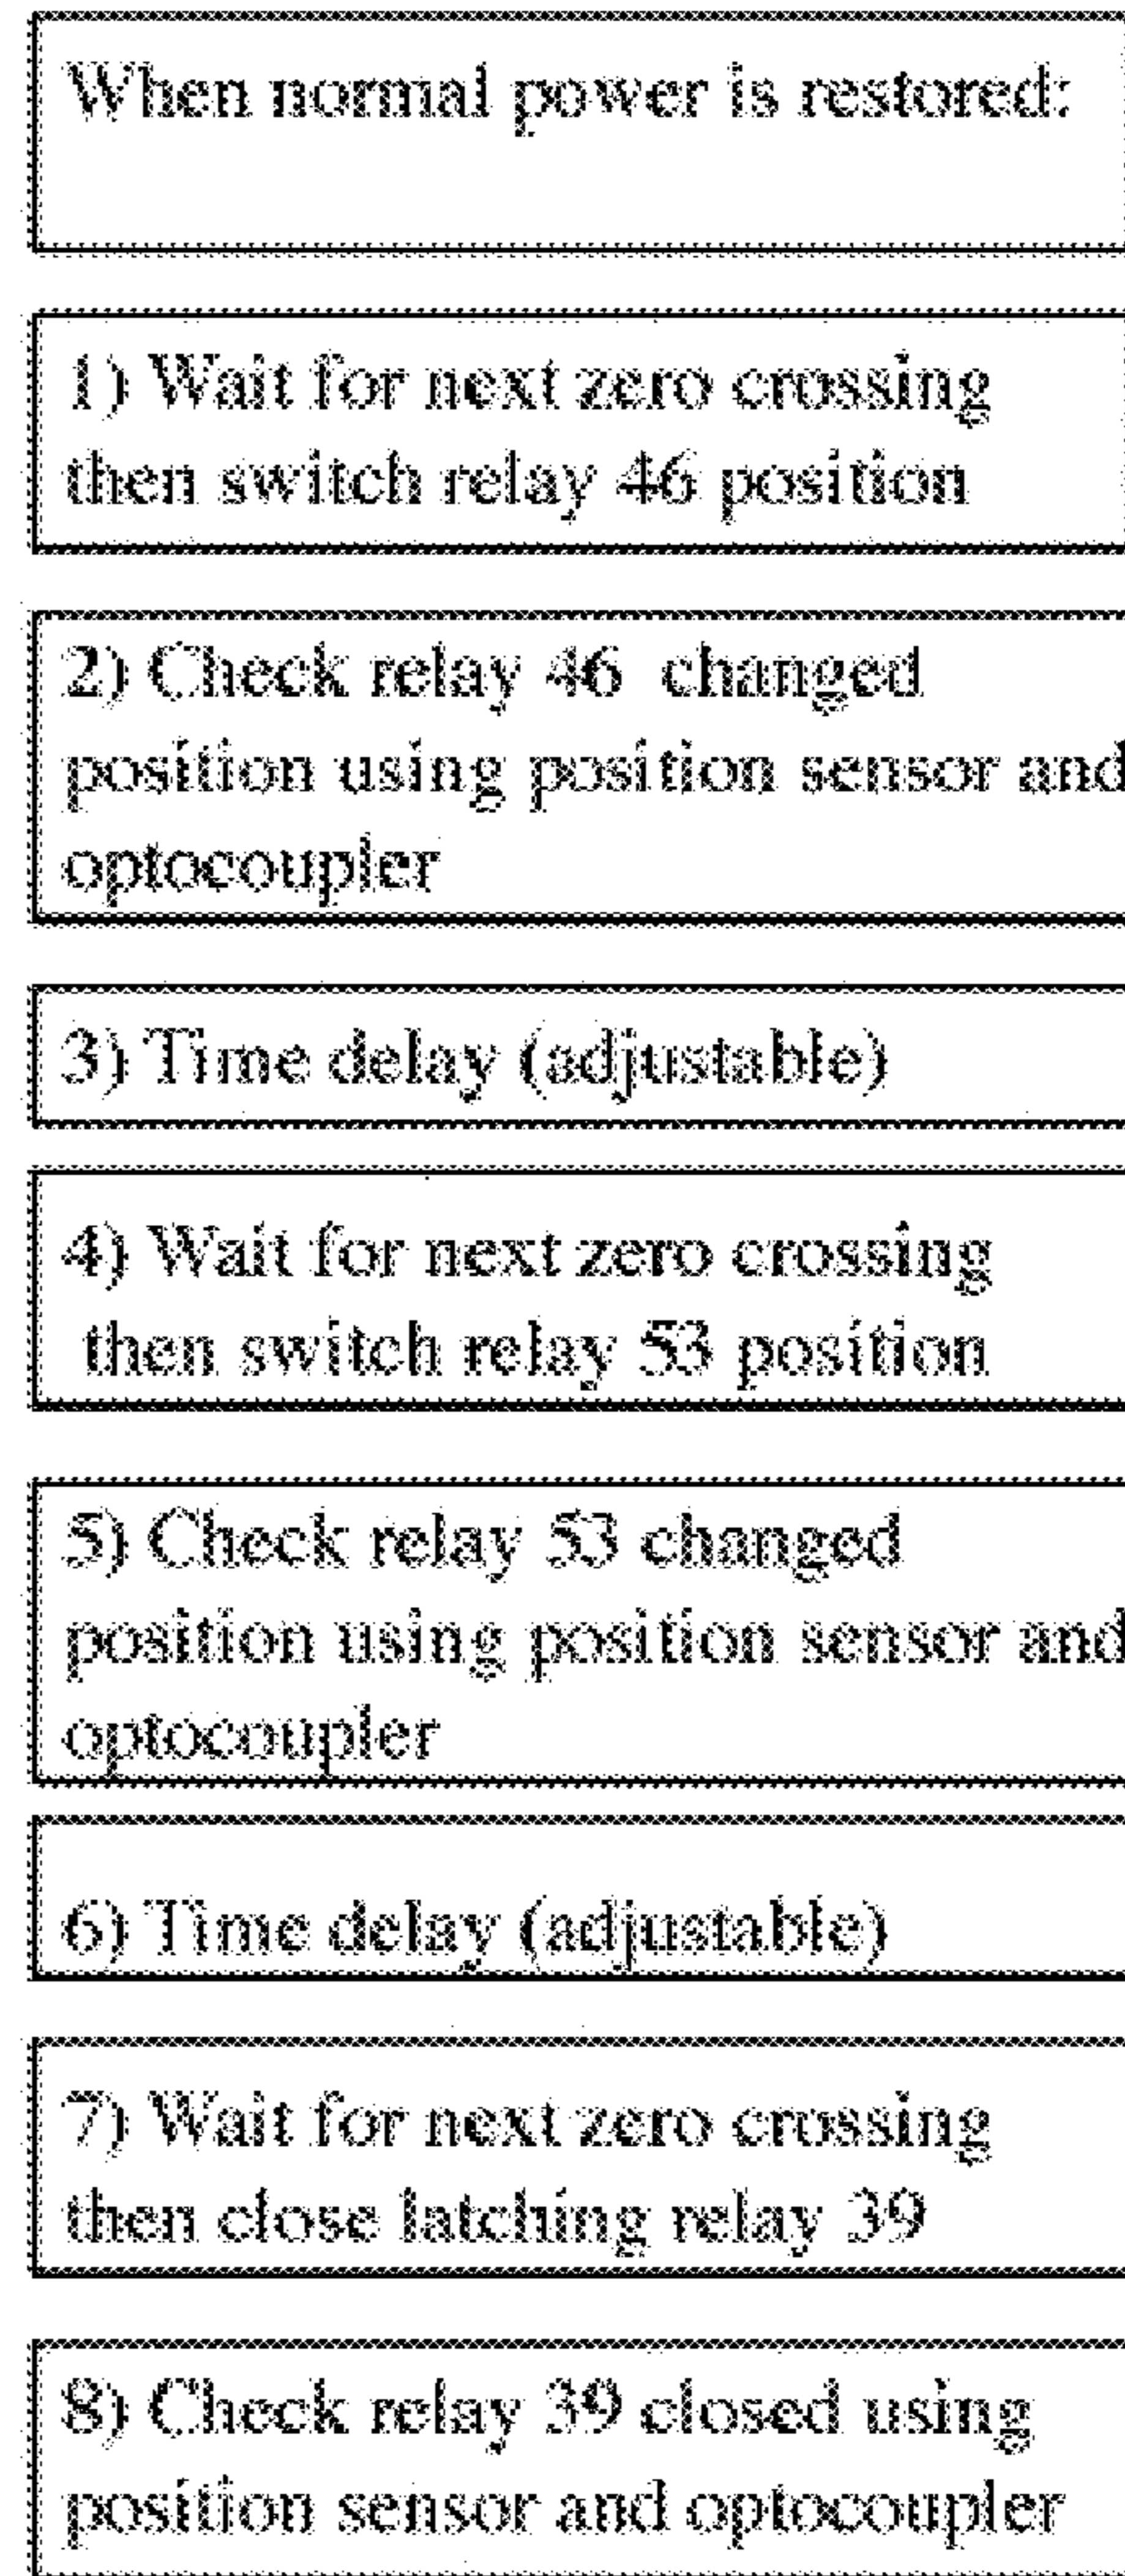 When normal power is restored:
1) Wait for next zero crossing
then switch relay 46 position
2) Check relay 46 changed
position using position sensor and
optocoupler
3) Time delay (adjustable)
4) Wait for next zero crossing
then switch relay 53 position
5) Check relay 53 changed
position using position sensor and
optocoupler
6) Time delay (adjustable)
7) Wait for next zero crossing
then close latching relay 39
8) Check relay 39 closed using
position sensor and optocoupler